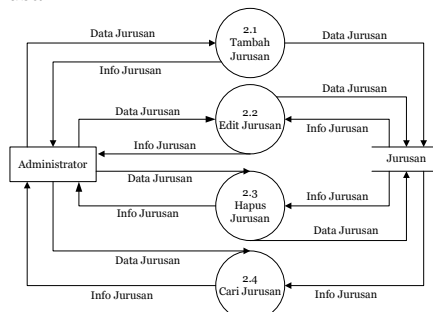 2.1
Data Jurusan
Tambah
Data Jurusan
Jurusan
Info Jurusan
Data Jurusan
2.2
Data Jurusan
Edit Jurusan
Info Jurusan
Info Jurusan
Administrator
Jurusan
Data Jurusan
2.3
Info Jurusan
Hapus
Info Jurusan
Jurusan
Data Jurusan
Data Jurusan
2.4
Cari Jurusan
Info Jurusan
Info Jurusan